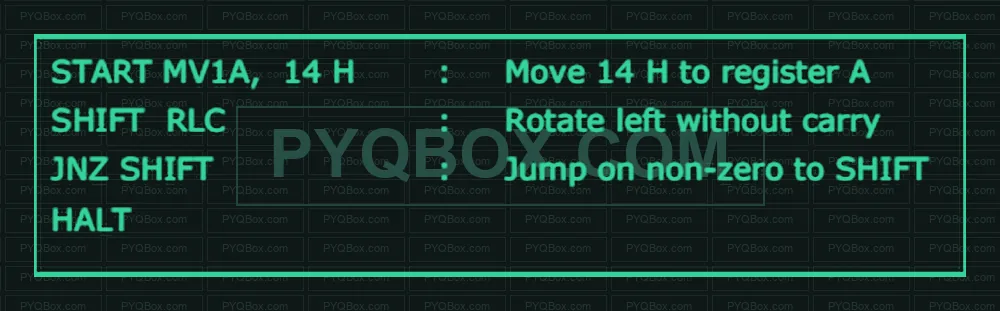 START MV1A, 14 H : Move 14 H to register A
SHIFT RLC : Rotate left without carry
JNZ SHIFT : Jump on non-zero to SHIFT
HALT
PYQBOX.COM